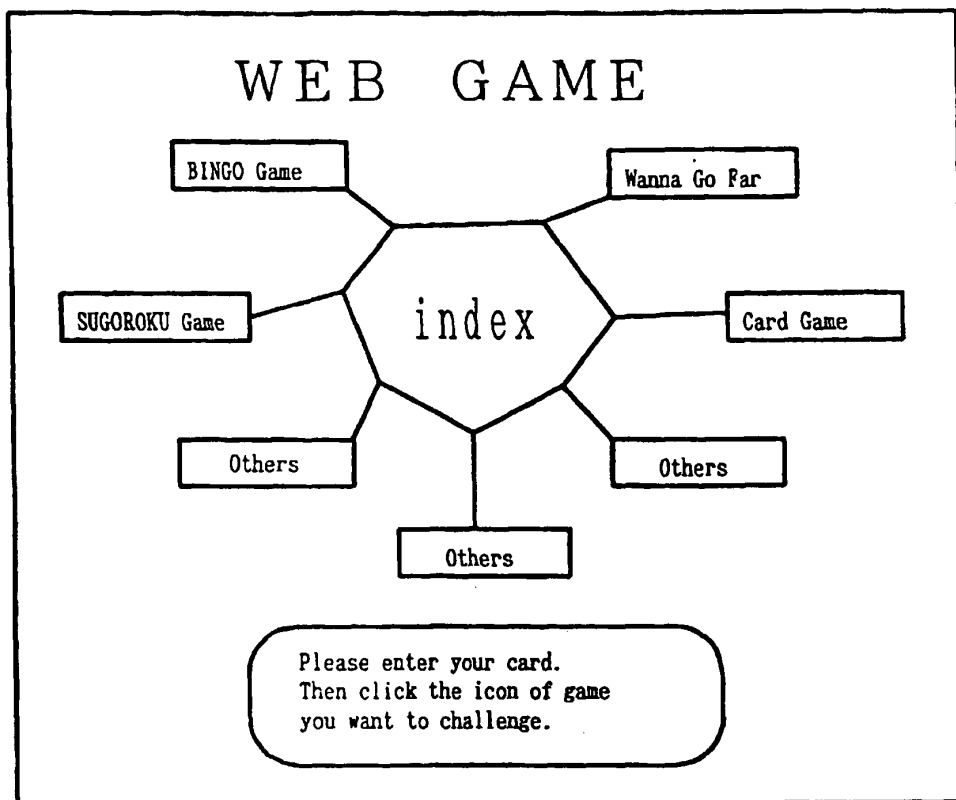 WEB GAME
BINGO Game
Wanna Go Far
SUGOROKU Game
index
Card Game
Others
Others
Others
Please enter your card.
Then click the icon of game
you want to challenge.